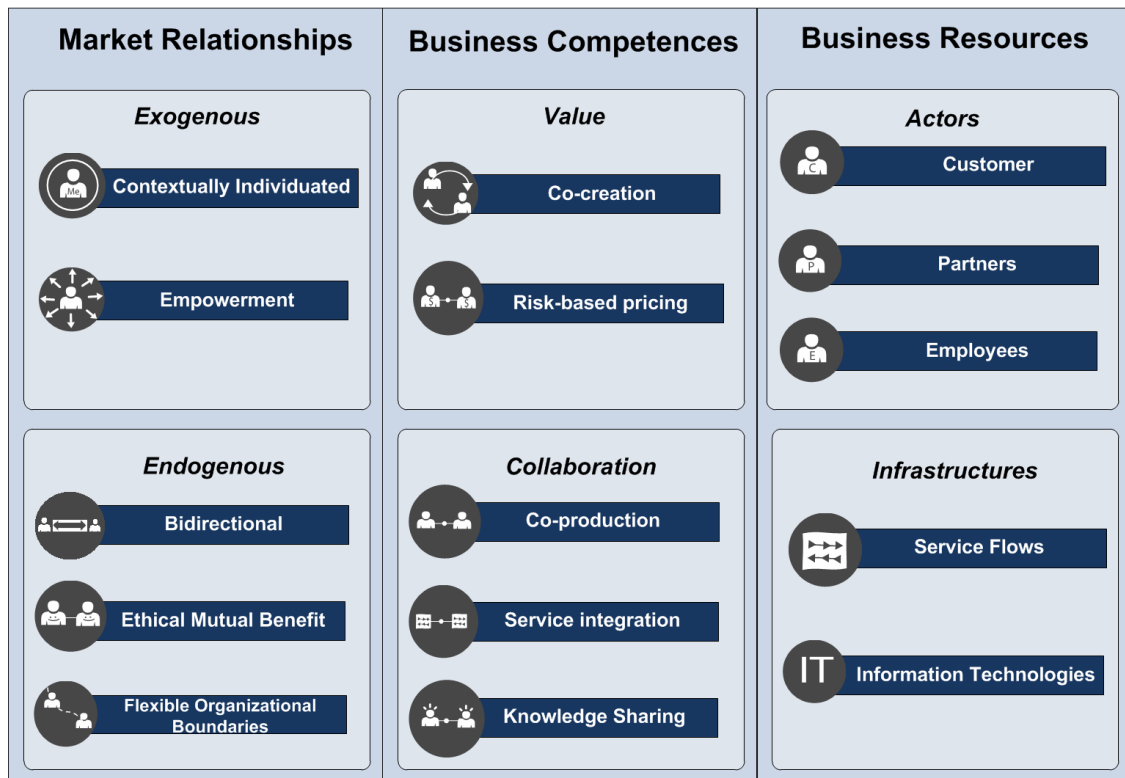 Market Relationships
Exogenous
Me
Contextually Individuated
Empowerment
Endogenous
Bidirectional
Ethical Mutual Benefit
Flexible Organizational
Boundaries
Business Competences
Value
Co-creation
$ $
Risk-based pricing
Collaboration
Co-production
Service integration
Knowledge Sharing
Business Resources
Actors
C
Customer
P
Partners
E
Employees
Infrastructures
Service Flows
IT
Information Technologies